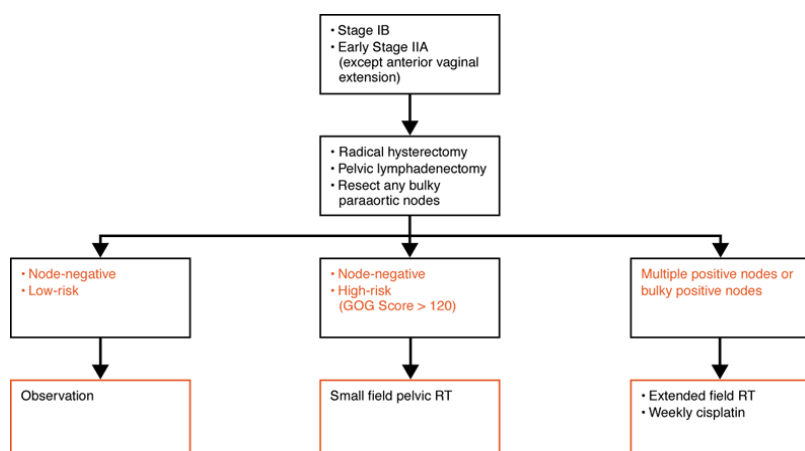 • Stage IB
• Early Stage IIA
(except anterior vaginal
extension)
• Radical hysterectomy
• Pelvic lymphadenectomy
• Resect any bulky
paraaortic nodes
• Node-negative
• Low-risk
• Node-negative
• High-risk
(GOG Score > 120)
Multiple positive nodes or
bulky positive nodes
Observation
Small field pelvic RT
• Extended field RT
• Weekly cisplatin